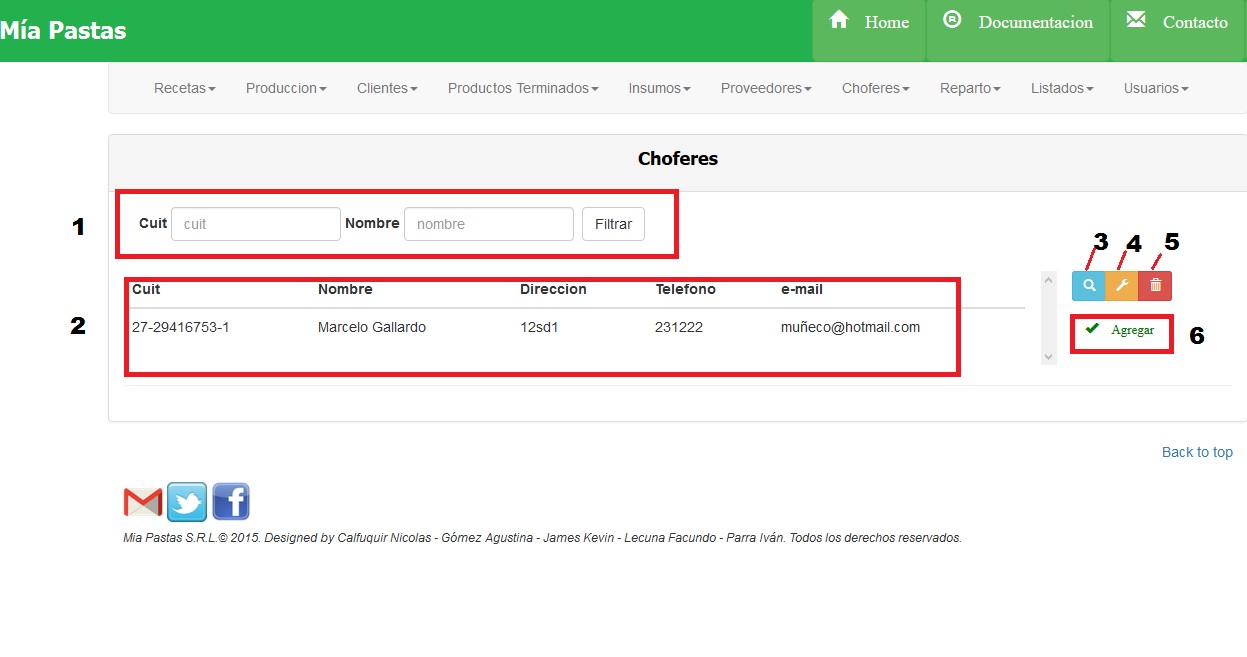 Mía Pastas
Home Documentacion Contacto
Recetas Produccion Clientes Productos Terminados Insumos Proveedores Choferes Reparto Listados Usuarios
Choferes
1 Cuit cuit Nombre nombre Filtrar
3 4 5
2 Cuit Nombre Direccion Telefono e-mail
27-29416753-1 Marcelo Gallardo 12sd1 231222 muñeco@hotmail.com
Agregar 6
Back to top
Mia Pastas S.R.L.© 2015. Designed by Calfuquir Nicolas - Gómez Agustina - James Kevin - Lecuna Facundo - Parra Iván. Todos los derechos reservados.